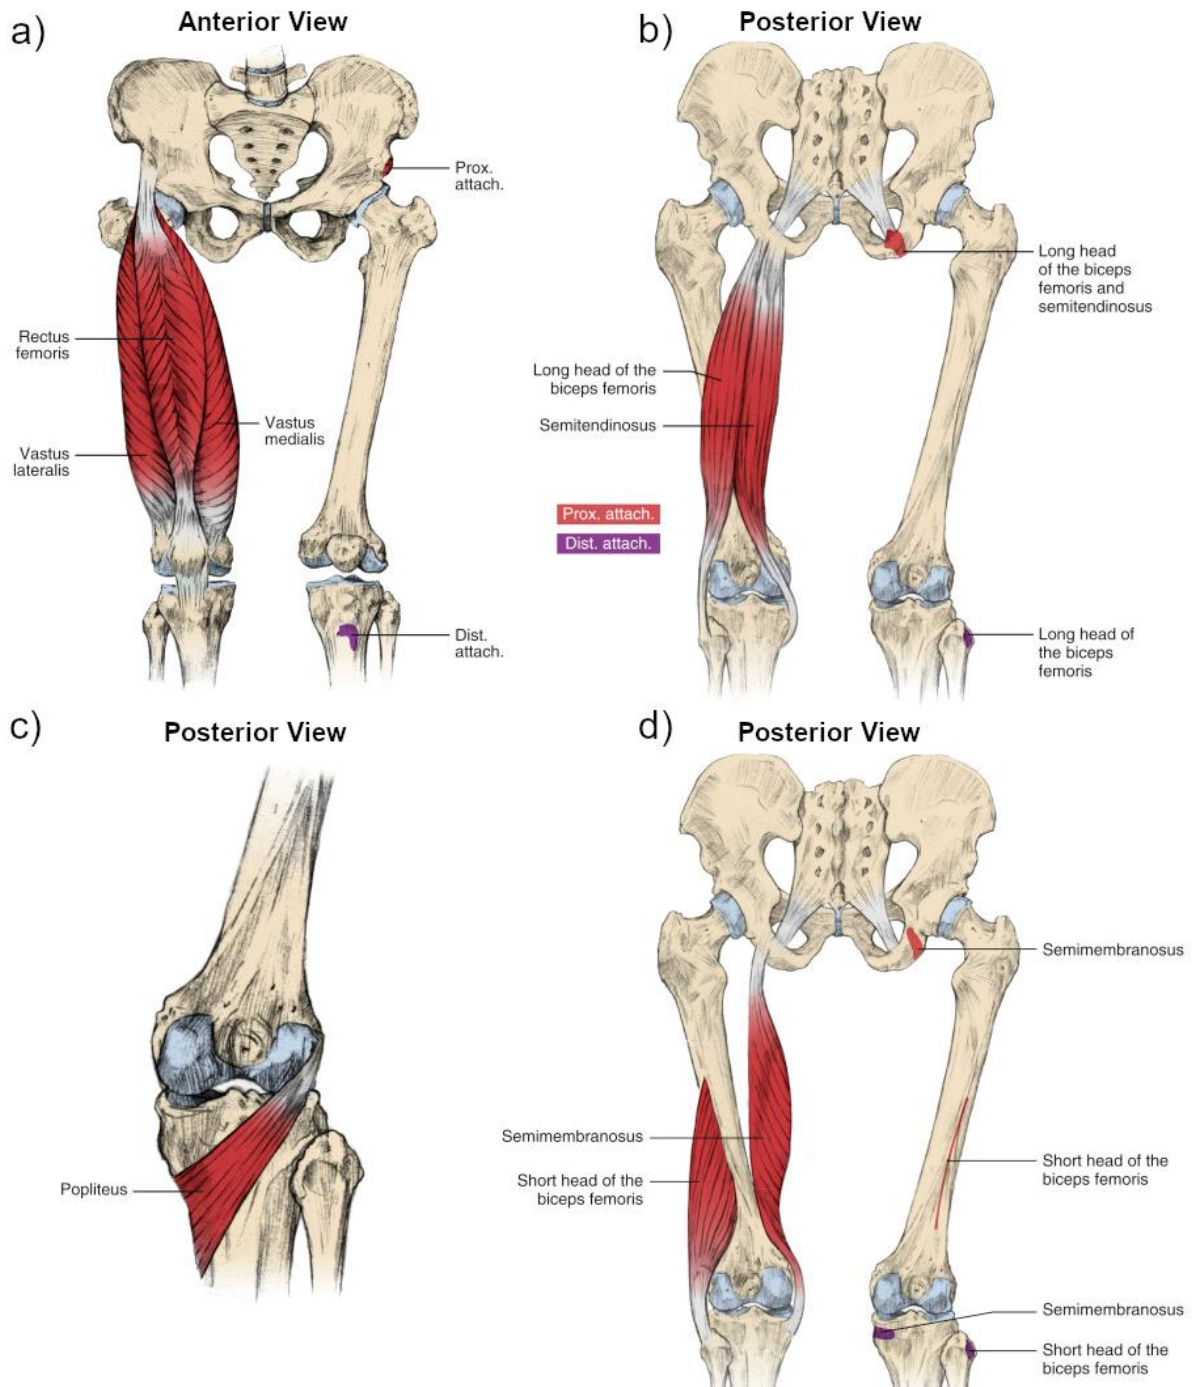 a)
Anterior View
Prox.
attach.
Rectus
femoris
Vastus
medialis
Vastus
lateralis
Dist.
attach.
b)
Posterior View
Long head
of the biceps
femoris and
semitendinosus
Long head of the
biceps femoris
Semitendinosus
Prox. attach.
Dist. attach.
Long head of
the biceps
femoris
c)
Posterior View
Popliteus
d)
Posterior View
Semimembranosus
Semimembranosus
Short head of the
biceps femoris
Short head of the
biceps femoris
Semimembranosus
Short head of the
biceps femoris